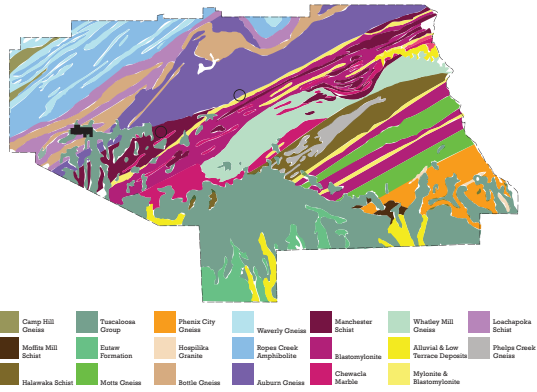 Camp Hill
Gneiss
Tuscaloosa
Group
Phenix City
Gneiss
Waverly Gneiss
Manchester
Schist
Whatley Mill
Gneiss
Loachapoka
Schist
Moffits Mill
Schist
Eutaw
Formation
Hospilika
Granite
Ropes Creek
Amphibolite
Blastomylonite
Alluvial & Low
Terrace Deposits
Phelps Creek
Gneiss
Halawaka Schist
Motts Gneiss
Bottle Gneiss
Auburn Gneiss
Chewacla
Marble
Mylonite &
Blastomylonite